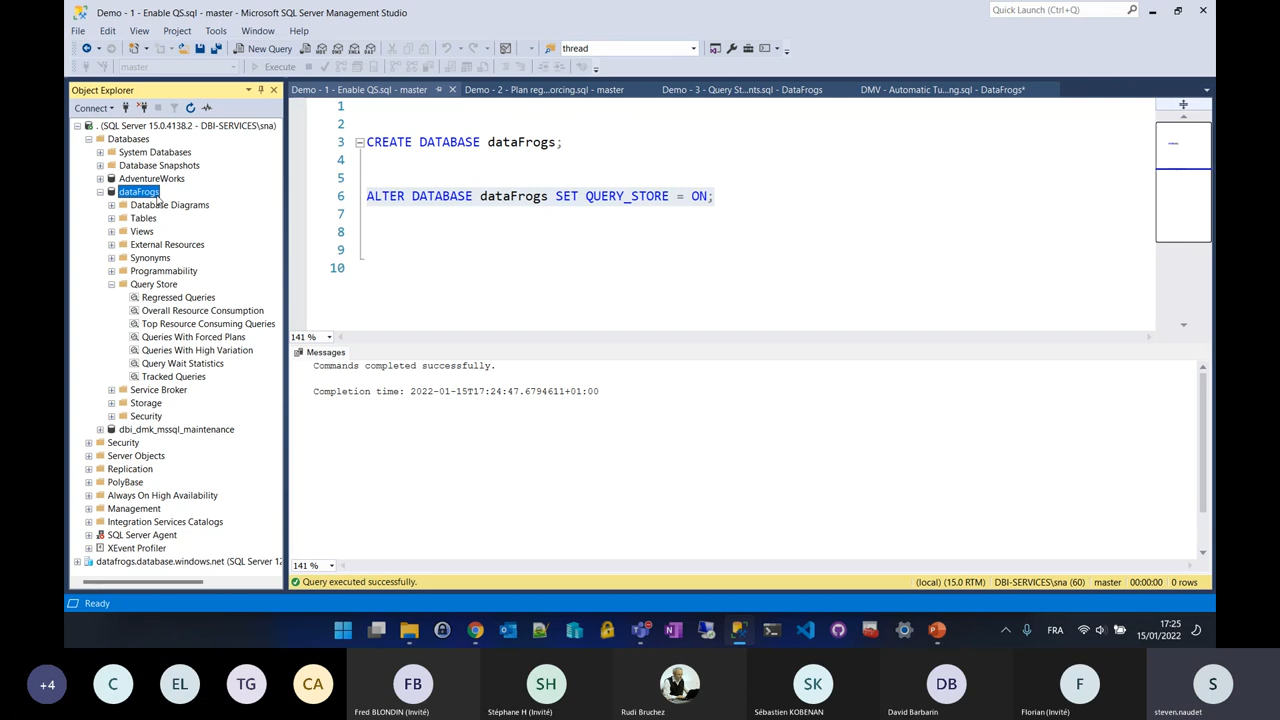 Demo - 1 - Enable QS.sql - master - Microsoft SQL Server Management Studio
Quick Launch (Ctrl+Q)
File Edit View Project Tools Window Help
New Query
thread
master
Execute
Object Explorer
Connect
. (SQL Server 15.0.4138.2 - DBI-SERVICES\sna)
Databases
System Databases
Database Snapshots
AdventureWorks
dataFrogs
Database Diagrams
Tables
Views
External Resources
Synonyms
Programmability
Query Store
Regressed Queries
Overall Resource Consumption
Top Resource Consuming Queries
Queries With Forced Plans
Queries With High Variation
Query Wait Statistics
Tracked Queries
Service Broker
Storage
Security
dbi_dmk_mssql_maintenance
Security
Server Objects
Replication
PolyBase
Always On High Availability
Management
Integration Services Catalogs
SQL Server Agent
XEvent Profiler
datafrogs.database.windows.net (SQL Server 12
Demo - 1 - Enable QS.sql - master
Demo - 2 - Plan reg...orcing.sql - master
Demo - 3 - Query St...nts.sql - DataFrogs
DMV - Automatic Tu...ng.sql - DataFrogs*
1
2
3 CREATE DATABASE dataFrogs;
4
5
6 ALTER DATABASE dataFrogs SET QUERY_STORE = ON;
7
8
9
10
141 %
Messages
Commands completed successfully.
Completion time: 2022-01-15T17:24:47.6794611+01:00
141 %
Query executed successfully.
(local) (15.0 RTM) DBI-SERVICES\sna (60) master 00:00:00 0 rows
Ready
FRA
17:25
15/01/2022
+4
C
EL
TG
CA
FB
Fred BLONDIN (Invité)
SH
Stéphane H (Invité)
Rudi Bruchez
SK
Sébastien KOBENAN
DB
David Barbarin
F
Florian (Invité)
S
steven.naudet